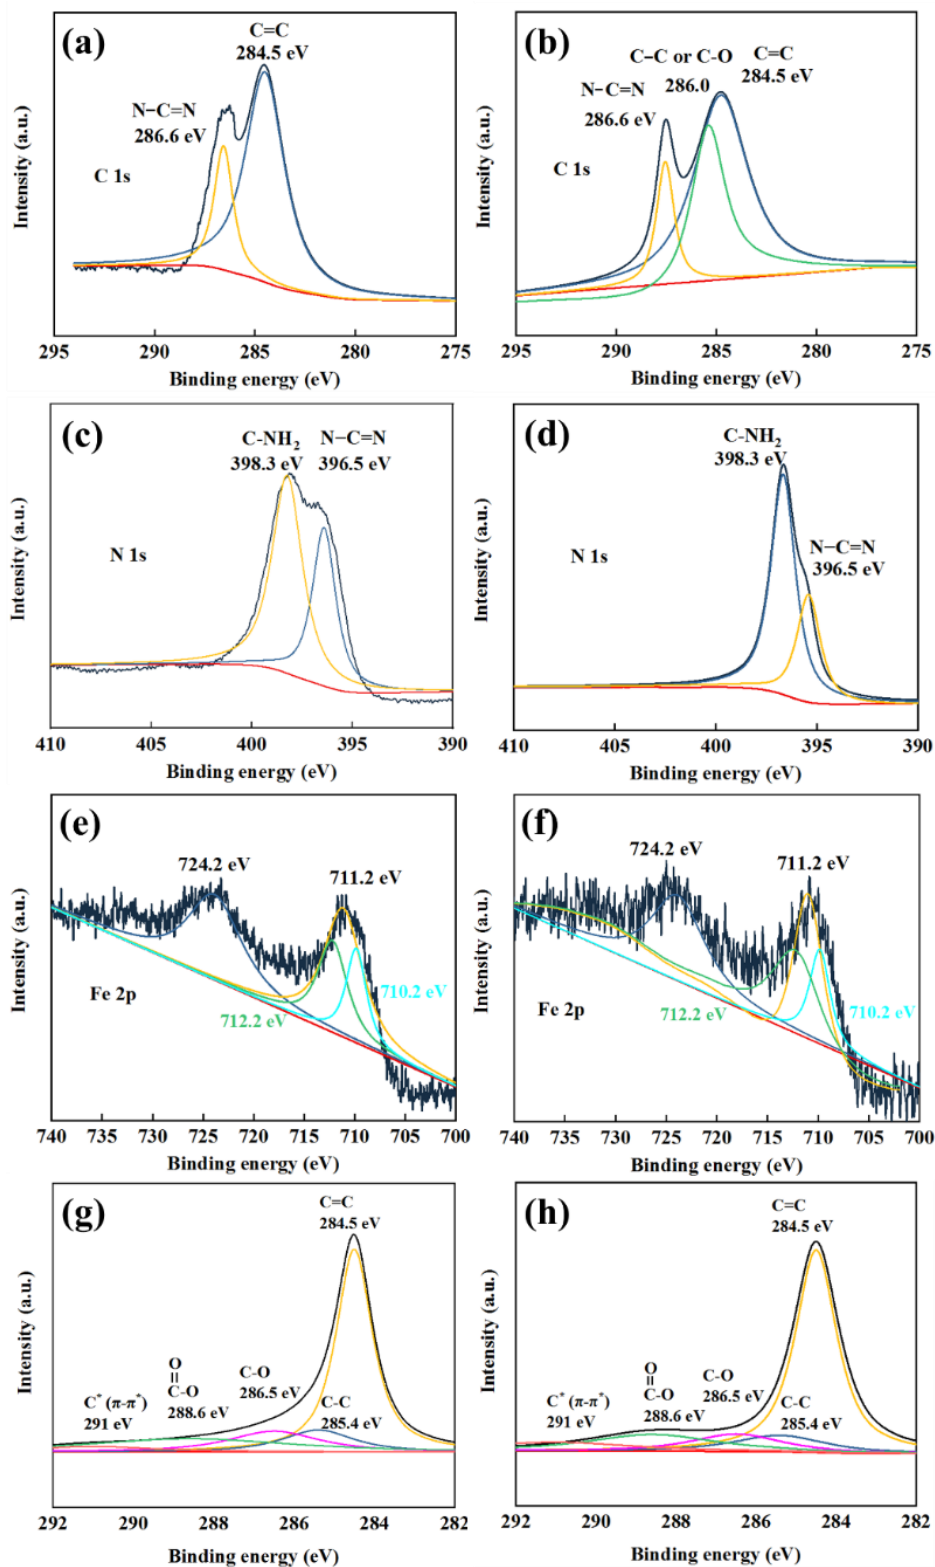 (a)
C=C
284.5 eV
N−C=N
286.6 eV
C 1s
Intensity (a.u.)
295 290 285 280 275
Binding energy (eV)
(b)
C−C or C-O
286.0
C=C
284.5 eV
N−C=N
286.6 eV
C 1s
Intensity (a.u.)
295 290 285 280 275
Binding energy (eV)
(c)
C-NH2
398.3 eV
N−C=N
396.5 eV
N 1s
Intensity (a.u.)
410 405 400 395 390
Binding energy (eV)
(d)
C-NH2
398.3 eV
N−C=N
396.5 eV
N 1s
Intensity (a.u.)
410 405 400 395 390
Binding energy (eV)
(e)
724.2 eV
711.2 eV
Fe 2p
712.2 eV
710.2 eV
Intensity (a.u.)
740 735 730 725 719 715 710 705 700
Binding energy (eV)
(f)
724.2 eV
711.2 eV
Fe 2p
712.2 eV
710.2 eV
Intensity (a.u.)
740 735 730 725 719 715 710 705 700
Binding energy (eV)
(g)
C=C
284.5 eV
O
C-O
288.6 eV
C-O
286.5 eV
C* (π-π*)
291 eV
C-C
285.4 eV
Intensity (a.u.)
292 290 288 286 284 282
Binding energy (eV)
(h)
C=C
284.5 eV
O
C-O
288.6 eV
C-O
286.5 eV
C* (π-π*)
291 eV
C-C
285.4 eV
Intensity (a.u.)
292 290 288 286 284 282
Binding energy (eV)